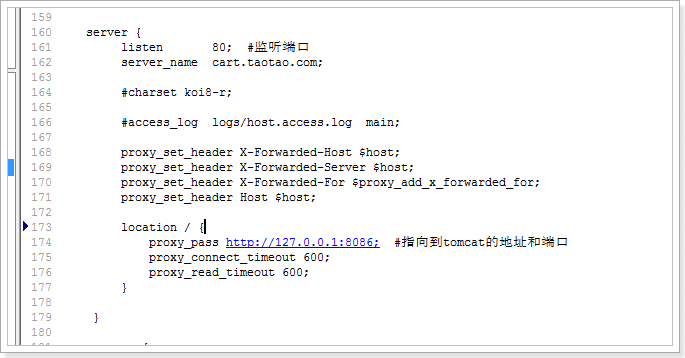 159
160 server {
161 listen 80; #监听端口
162 server_name cart.taotao.com;
163
164 #charset koi8-r;
165
166 #access_log logs/host.access.log main;
167
168 proxy_set_header X-Forwarded-Host $host;
169 proxy_set_header X-Forwarded-Server $host;
170 proxy_set_header X-Forwarded-For $proxy_add_x_forwarded_for;
171 proxy_set_header Host $host;
172
173 location / {
174 proxy_pass http://127.0.0.1:8086; #指向到tomcat的地址和端口
175 proxy_connect_timeout 600;
176 proxy_read_timeout 600;
177 }
178
179 }
180